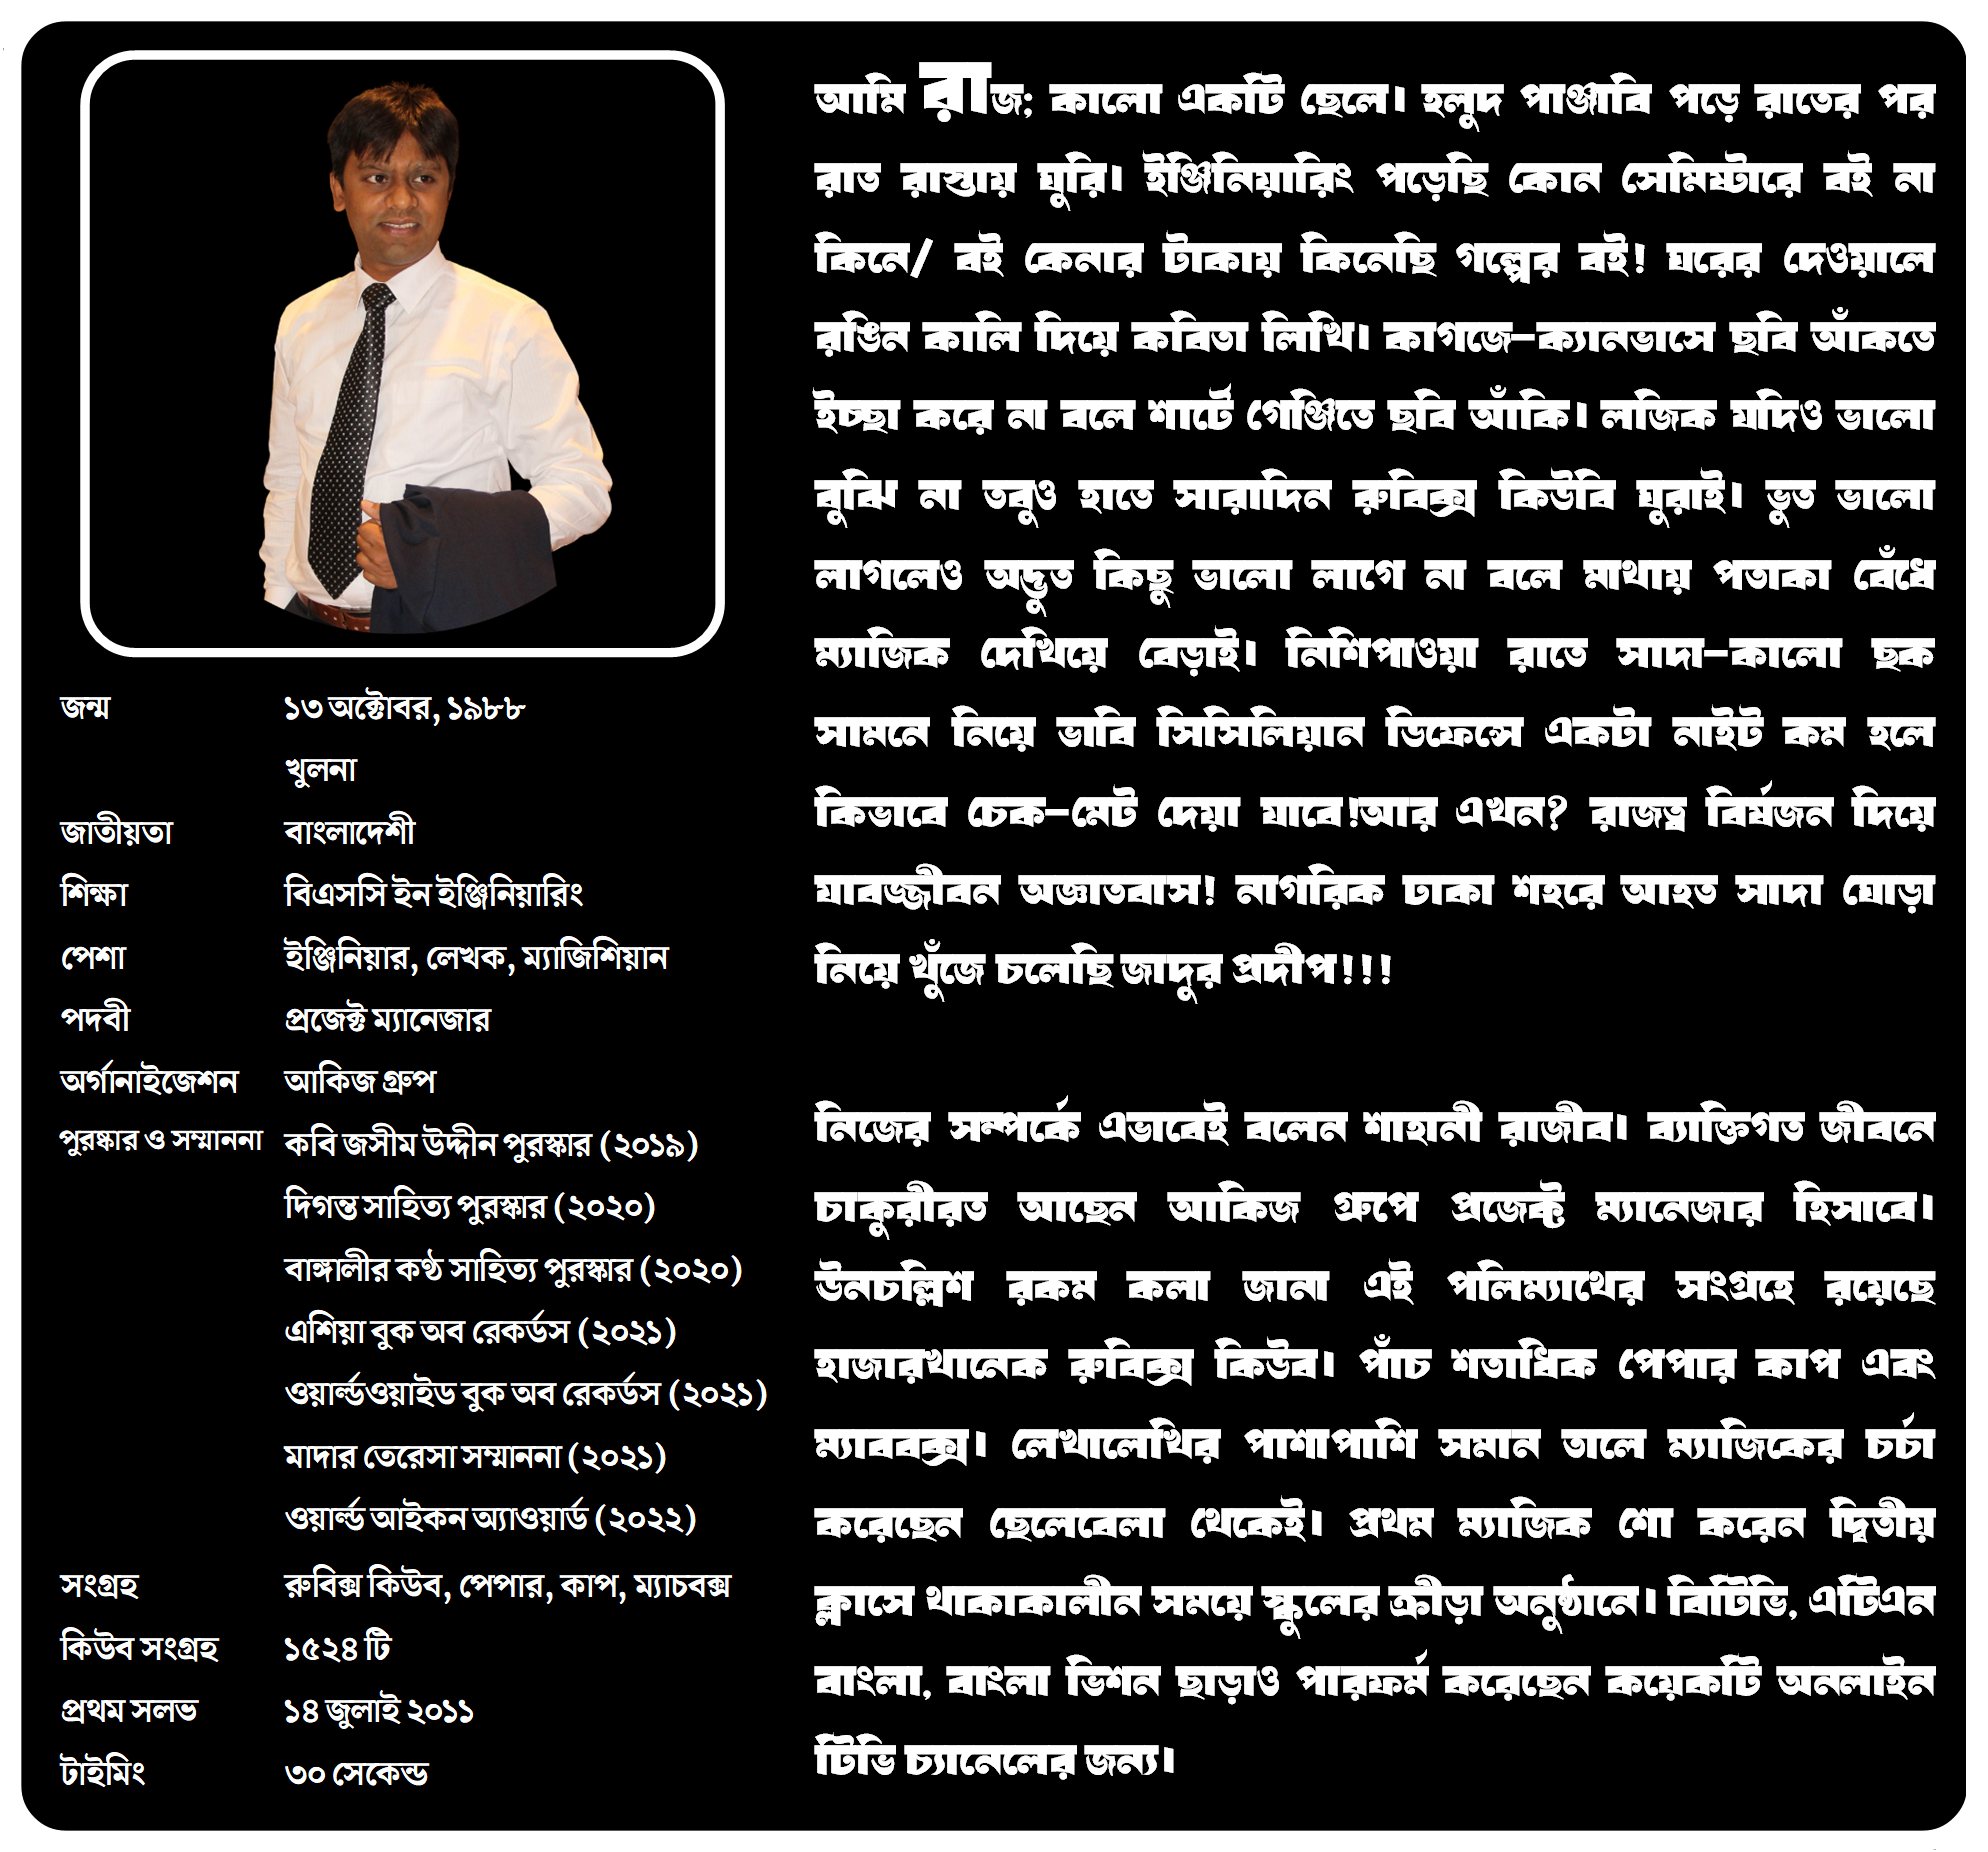 জন্ম ১৩ অক্টোবর, ১৯৮৮
খুলনা
জাতীয়তা বাংলাদেশী
শিক্ষা বিএসসি ইন ইঞ্জিনিয়ারিং
পেশা ইঞ্জিনিয়ার, লেখক, ম্যাজিশিয়ান
পদবী প্রজেক্ট ম্যানেজার
অর্গানাইজেশন আকিজ গ্রুপ
পুরষ্কার ও সম্মাননা কবি জসীম উদ্দীন পুরস্কার (২০১৯)
দিগন্ত সাহিত্য পুরস্কার (২০২০)
বাঙ্গালীর কণ্ঠ সাহিত্য পুরস্কার (২০২০)
এশিয়া বুক অব রেকর্ডস (২০২১)
ওয়ার্ল্ডওয়াইড বুক অব রেকর্ডস (২০২১)
মাদার তেরেসা সম্মাননা (২০২১)
ওয়ার্ল্ড আইকন অ্যাওয়ার্ড (২০২২)
সংগ্রহ রুবিক্স কিউব, পেপার, কাপ, ম্যাচবক্স
কিউব সংগ্রহ ১৫২৪ টি
প্রথম সলভ ১৪ জুলাই ২০১১
টাইমিং ৩০ সেকেন্ড
আমি রাজ; কালো একটি ছেলে। হলুদ পাঞ্জাবি পড়ে রাতের পর
রাত রাস্তায় ঘুরি। ইঞ্জিনিয়ারিং পড়েছি কোন সেমিষ্টারে বই না
কিনে/ বই কেনার টাকায় কিনেছি গল্পের বই! ঘরের দেওয়ালে
রঙিন কালি দিয়ে কবিতা লিখি। কাগজে-ক্যানভাসে ছবি আঁকতে
ইচ্ছা করে না বলে শার্টে গেঞ্জিতে ছবি আঁকি। লজিক যদিও ভালো
বুঝি না তবুও হাতে সারাদিন রুবিক্স কিউবি ঘুরাই। ভুত ভালো
লাগলেও অদ্ভুত কিছু ভালো লাগে না বলে মাথায় পতাকা বেঁধে
ম্যাজিক দেখিয়ে বেড়াই। নিশিপাওয়া রাতে সাদা-কালো ছক
সামনে নিয়ে ভাবি সিসিলিয়ান ডিফেন্সে একটা নাইট কম হলে
কিভাবে চেক-মেট দেয়া যাবে!আর এখন? রাজত্ব বির্ষজন দিয়ে
যাবজ্জীবন অজ্ঞাতবাস! নাগরিক ঢাকা শহরে আহত সাদা ঘোড়া
নিয়ে খুঁজে চলেছি জাদুর প্রদীপ!!!
নিজের সম্পর্কে এভাবেই বলেন শাহানী রাজীব। ব্যাক্তিগত জীবনে
চাকুরীরত আছেন আকিজ গ্রুপে প্রজেক্ট ম্যানেজার হিসাবে।
উনচল্লিশ রকম কলা জানা এই পলিম্যাথের সংগ্রহে রয়েছে
হাজারখানেক রুবিক্স কিউব। পাঁচ শতাধিক পেপার কাপ এবং
ম্যাববক্স। লেখালেখির পাশাপাশি সমান তালে ম্যাজিকের চর্চা
করেছেন ছেলেবেলা থেকেই। প্রথম ম্যাজিক শো করেন দ্বিতীয়
ক্লাসে থাকাকালীন সময়ে স্কুলের ক্রীড়া অনুষ্ঠানে। বিটিভি, এটিএন
বাংলা, বাংলা ভিশন ছাড়াও পারফর্ম করেছেন কয়েকটি অনলাইন
টিভি চ্যানেলের জন্য।